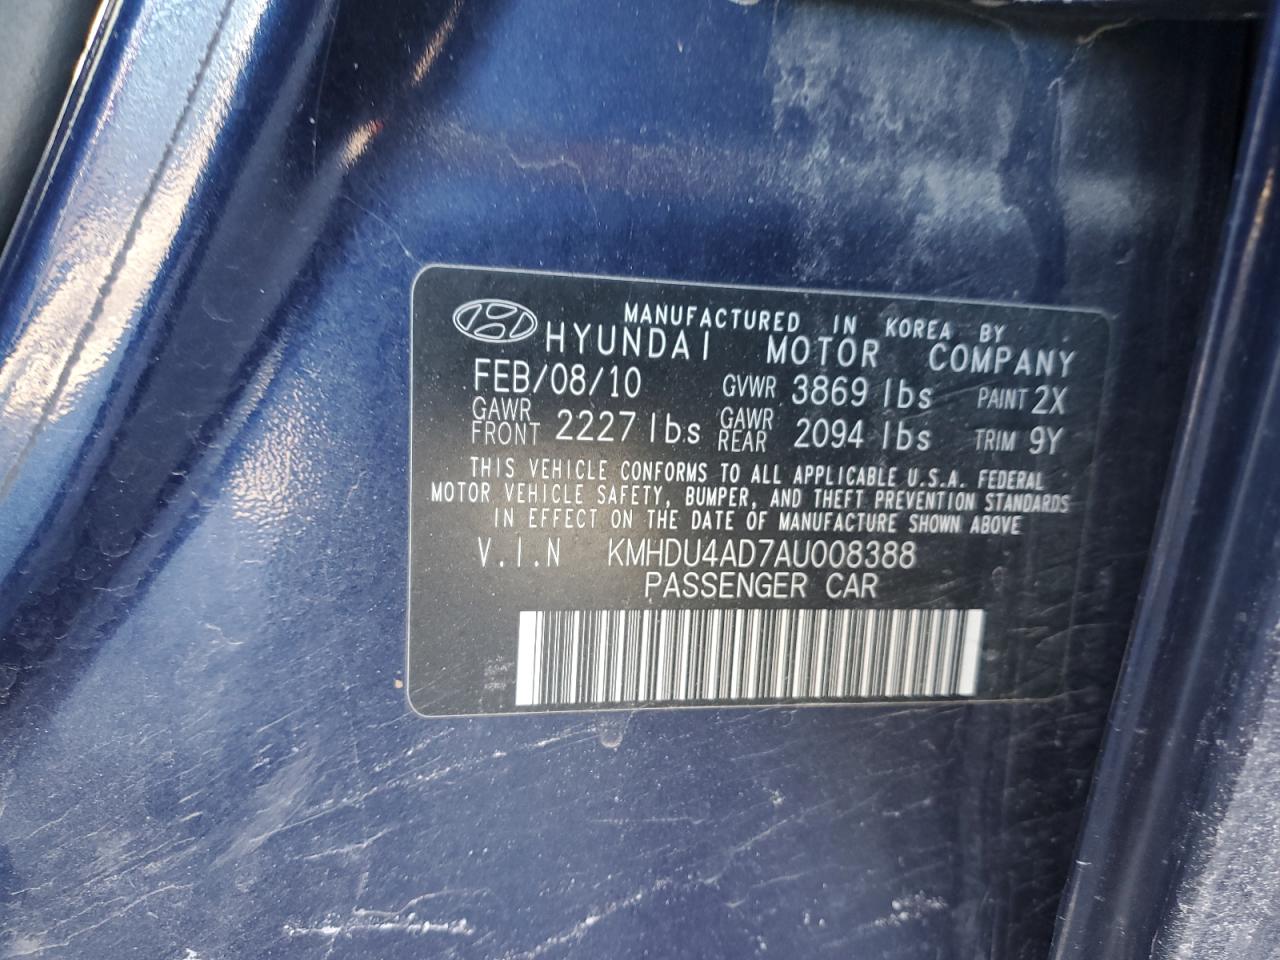 MANUFACTURED IN KOREA BY
HYUNDAI MOTOR COMPANY
FEB/08/10 GVWR 3869 lbs PAINT 2X
GAWR FRONT 2227 lbs GAWR REAR 2094 lbs TRIM 9Y
THIS VEHICLE CONFORMS TO ALL APPLICABLE U.S.A. FEDERAL
MOTOR VEHICLE SAFETY, BUMPER, AND THEFT PREVENTION STANDARDS
IN EFFECT ON THE DATE OF MANUFACTURE SHOWN ABOVE
V.I.N KMHDU4AD7AU008388
PASSENGER CAR